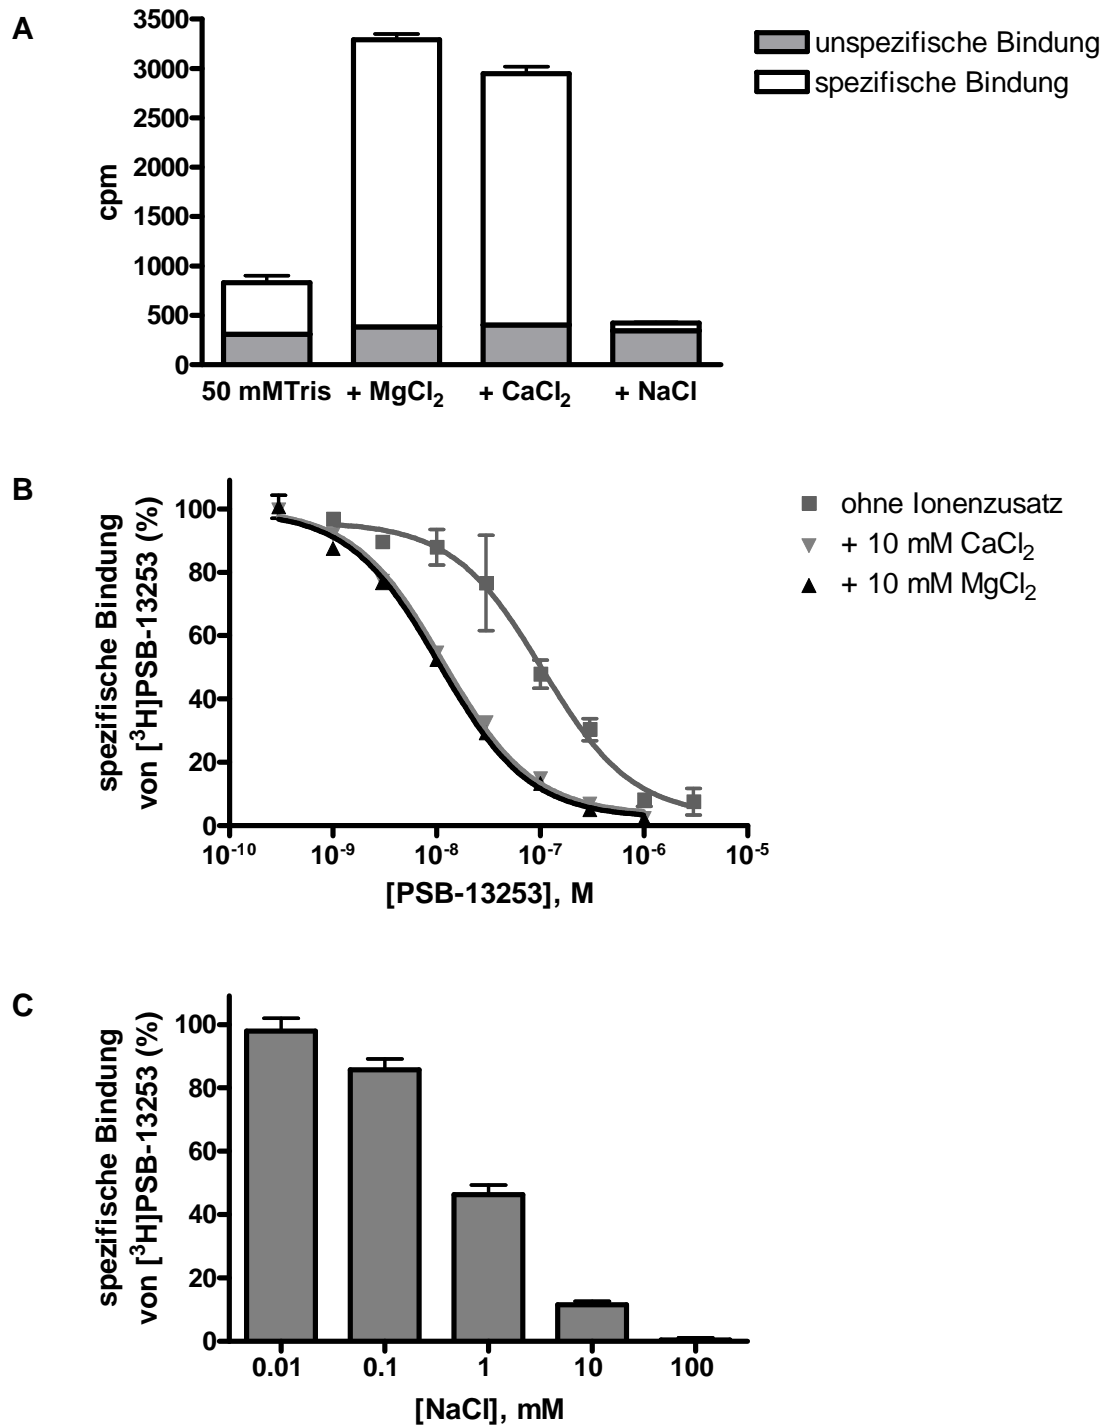 A
3500
3000
2500
2000
1500
1000
500
0
cpm
50 mMTris + MgCl₂ + CaCl₂ + NaCl
unspezifische Bindung
spezifische Bindung
B
spezifische Bindung
von [³H]PSB-13253 (%)
100
80
60
40
20
0
10⁻¹⁰ 10⁻⁹ 10⁻⁸ 10⁻⁷ 10⁻⁶ 10⁻⁵
[PSB-13253], M
ohne Ionenzusatz
+ 10 mM CaCl₂
+ 10 mM MgCl₂
C
spezifische Bindung
von [³H]PSB-13253 (%)
100
80
60
40
20
0
0.01 0.1 1 10 100
[NaCl], mM